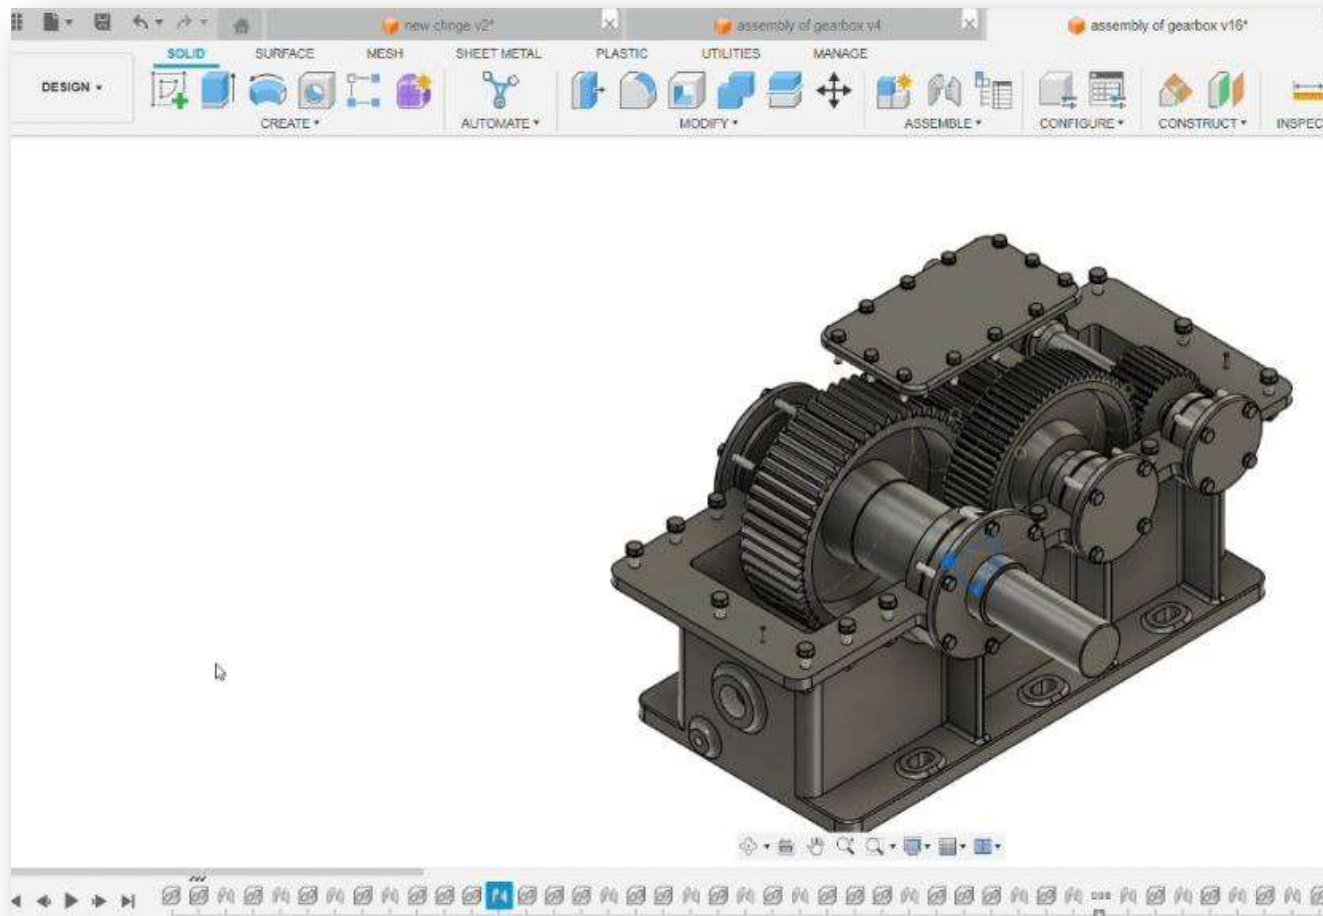 new chnge v2*
assembly of gearbox v4
assembly of gearbox v16*
SOLID SURFACE MESH SHEET METAL PLASTIC UTILITIES MANAGE
DESIGN
CREATE AUTOMATE MODIFY ASSEMBLE CONFIGURE CONSTRUCT INSPEC